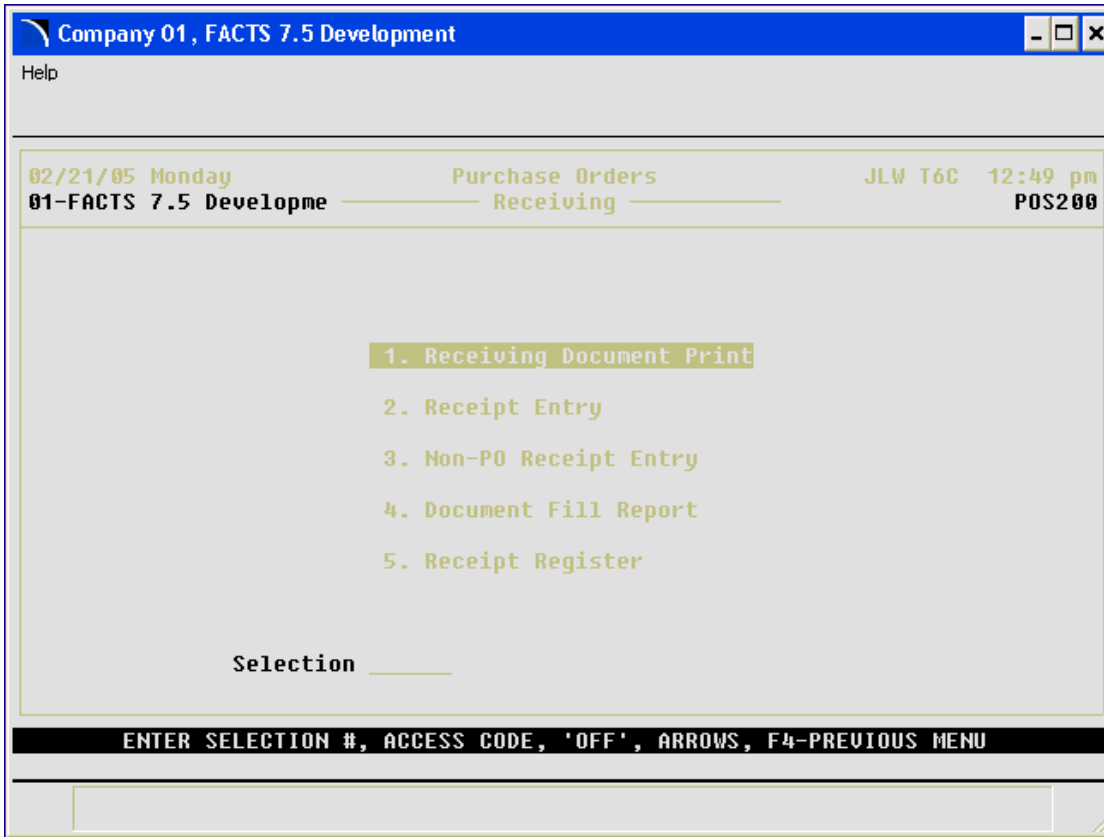 Company 01, FACTS 7.5 Development
Help
02/21/05 Monday Purchase Orders JLW T6C 12:49 pm
01-FACTS 7.5 Developme Receiving POS200
1. Receiving Document Print
2. Receipt Entry
3. Non-PO Receipt Entry
4. Document Fill Report
5. Receipt Register
Selection ______
ENTER SELECTION #, ACCESS CODE, 'OFF', ARROWS, F4-PREVIOUS MENU